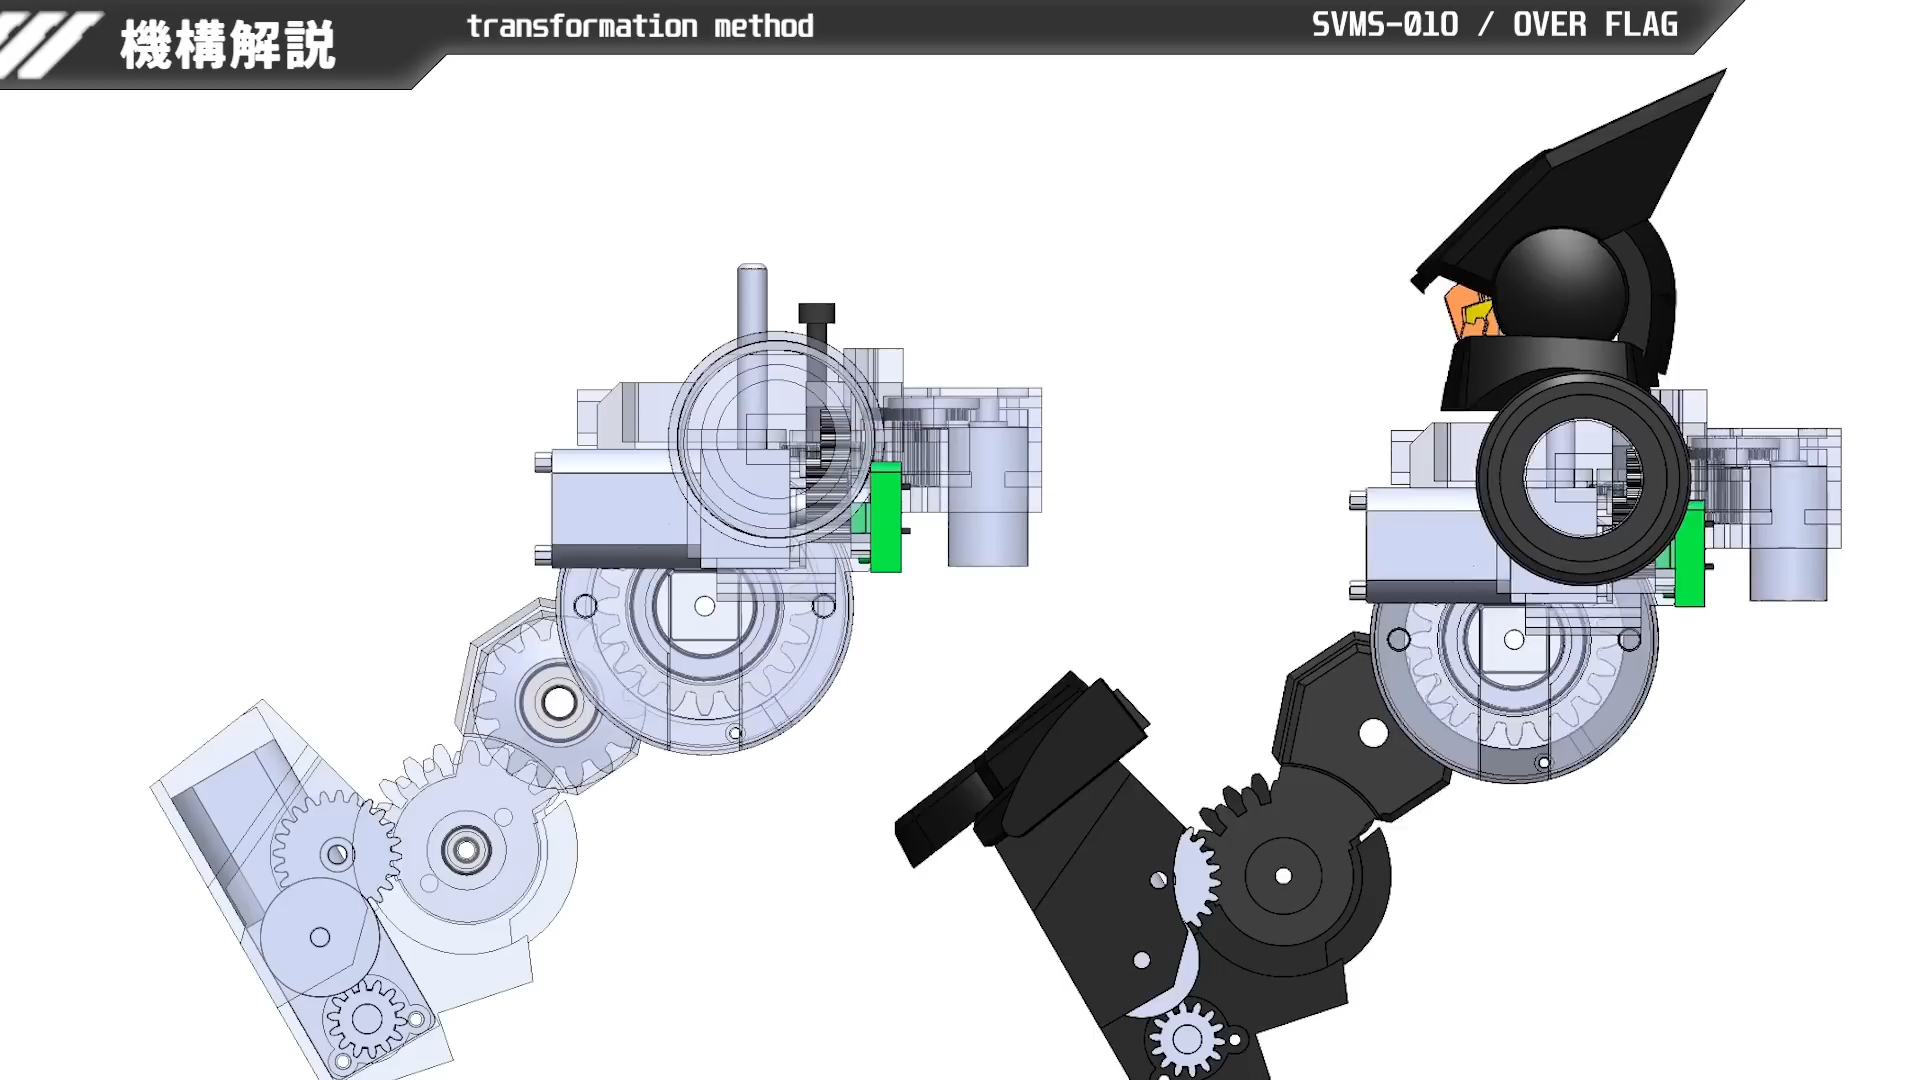 機構解説
transformation method
SVMS-010 / OVER FLAG